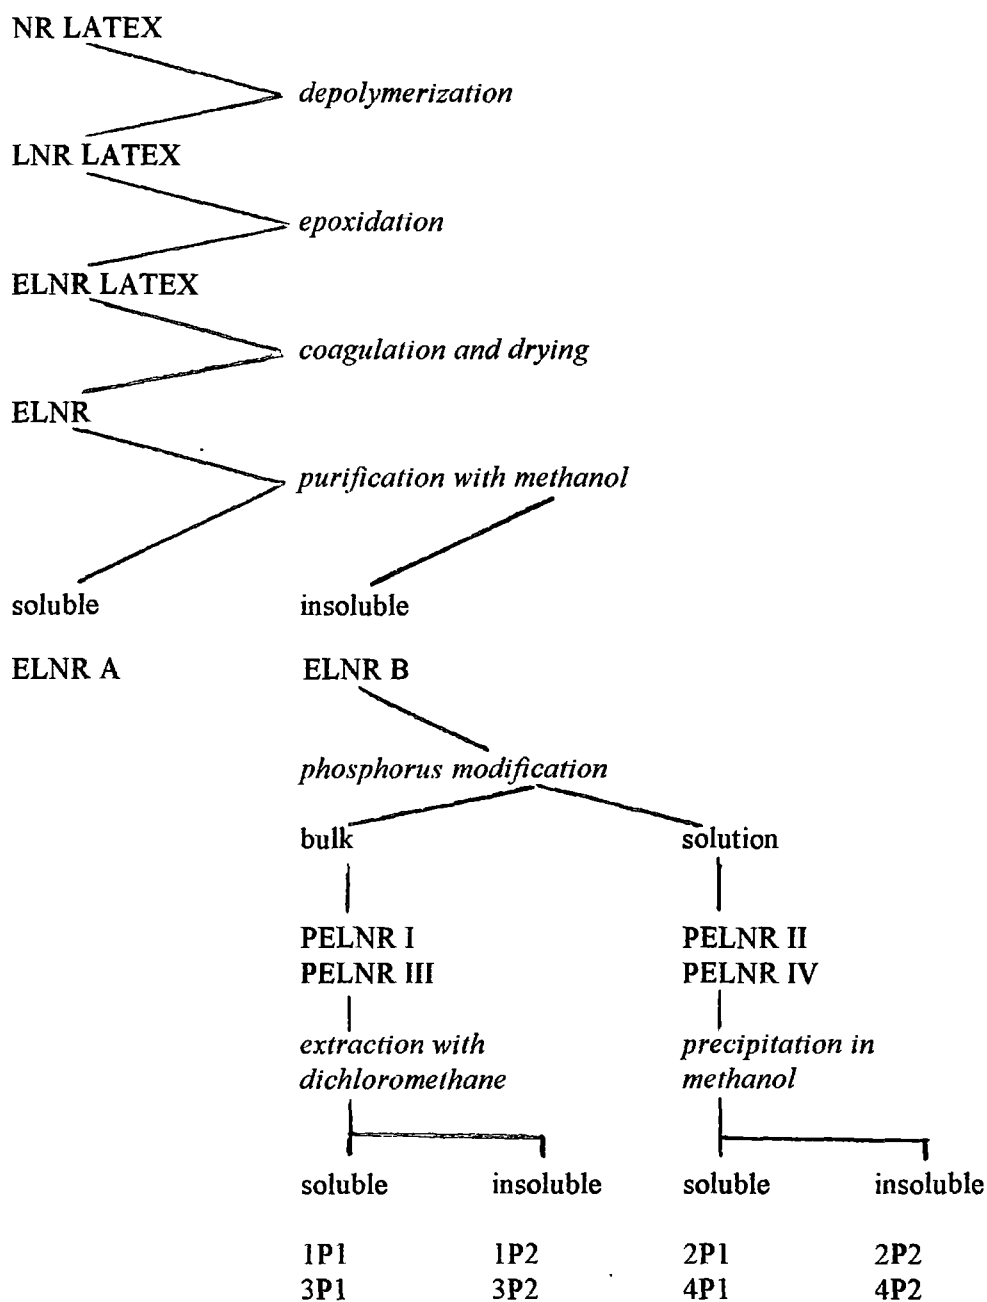 NR LATEX
depolymerization
LNR LATEX
epoxidation
ELNR LATEX
coagulation and drying
ELNR
purification with methanol
soluble insoluble
ELNR A ELNR B
phosphorus modification
bulk solution
PELNR I PELNR II
PELNR III PELNR IV
extraction with precipitation in
dichloromethane methanol
soluble insoluble soluble insoluble
1P1 1P2 2P1 2P2
3P1 3P2 4P1 4P2